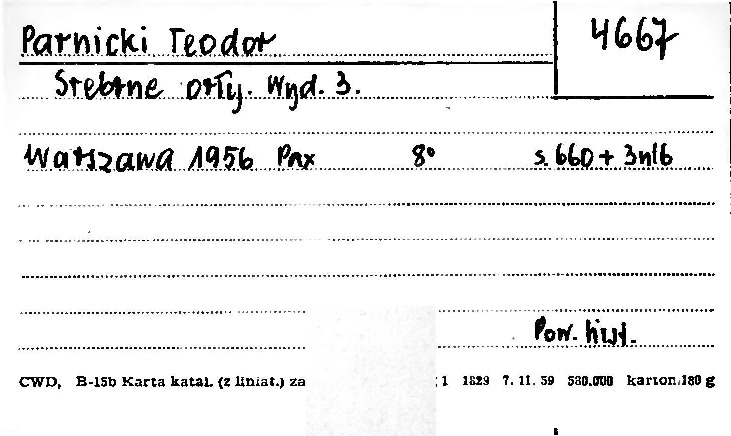 Parnicki Teodor
4667
Srebrne orły. Wyd. 3.
Warszawa 1956 Pax 8° s. 660 + 3nlb
Pow. hist.
CWD, B-15b Karta katal. (z liniat.) za 1 1829 7. 11. 59 580.000 karton.180 g